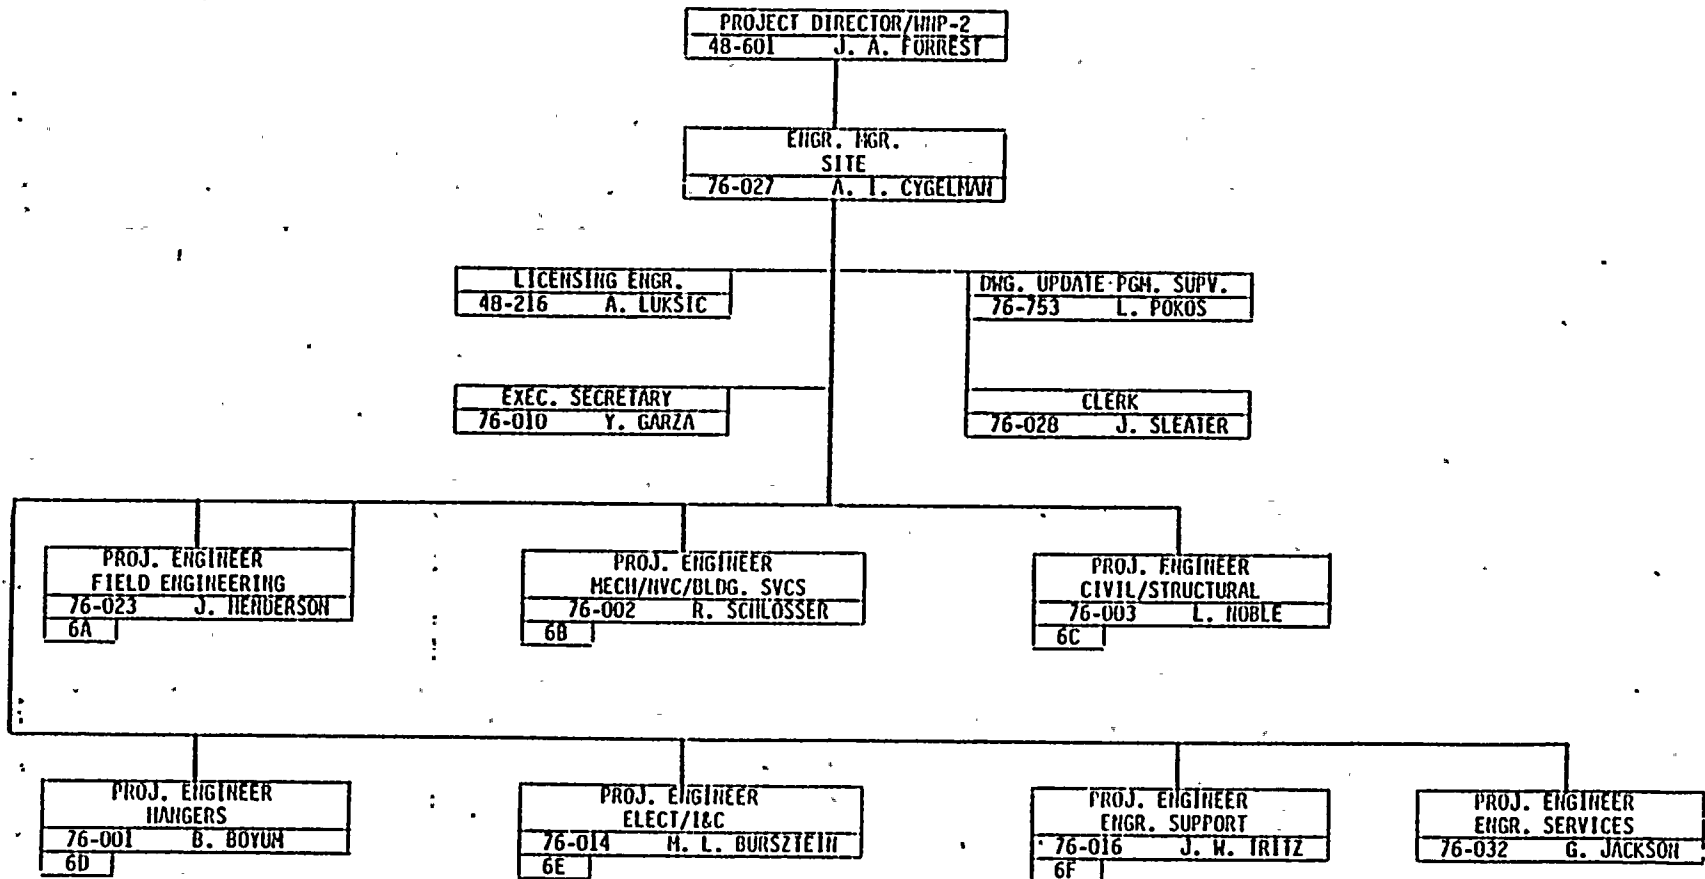 PROJECT DIRECTOR/WNP-2
48-601 J. A. FORREST
ENGR. MGR.
SITE
76-027 A. I. CYGELMAN
LICENSING ENGR.
48-216 A. LUKSIC
DWG. UPDATE PGM. SUPV.
76-753 L. POKOS
EXEC. SECRETARY
76-010 Y. GARZA
CLERK
76-028 J. SLEATER
PROJ. ENGINEER
FIELD ENGINEERING
76-023 J. HENDERSON
6A
PROJ. ENGINEER
MECH/HVC/BLDG. SVCS
76-002 R. SCHLOSSER
6B
PROJ. ENGINEER
CIVIL/STRUCTURAL
76-003 L. NOBLE
6C
PROJ. ENGINEER
HANGERS
76-001 B. BOYUM
6D
PROJ. ENGINEER
ELECT/I&C
76-014 M. L. BURSZTEIN
6E
PROJ. ENGINEER
ENGR. SUPPORT
76-016 J. W. TRITZ
6F
PROJ. ENGINEER
ENGR. SERVICES
76-032 G. JACKSON